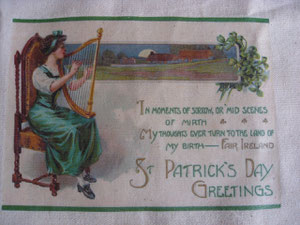 IN MOMENTS OF SORROW, OR MID SCENES
OF MIRTH
MY THOUGHTS EVER TURN TO THE LAND OF
MY BIRTH — FAIR IRELAND
ST PATRICK'S DAY
GREETINGS